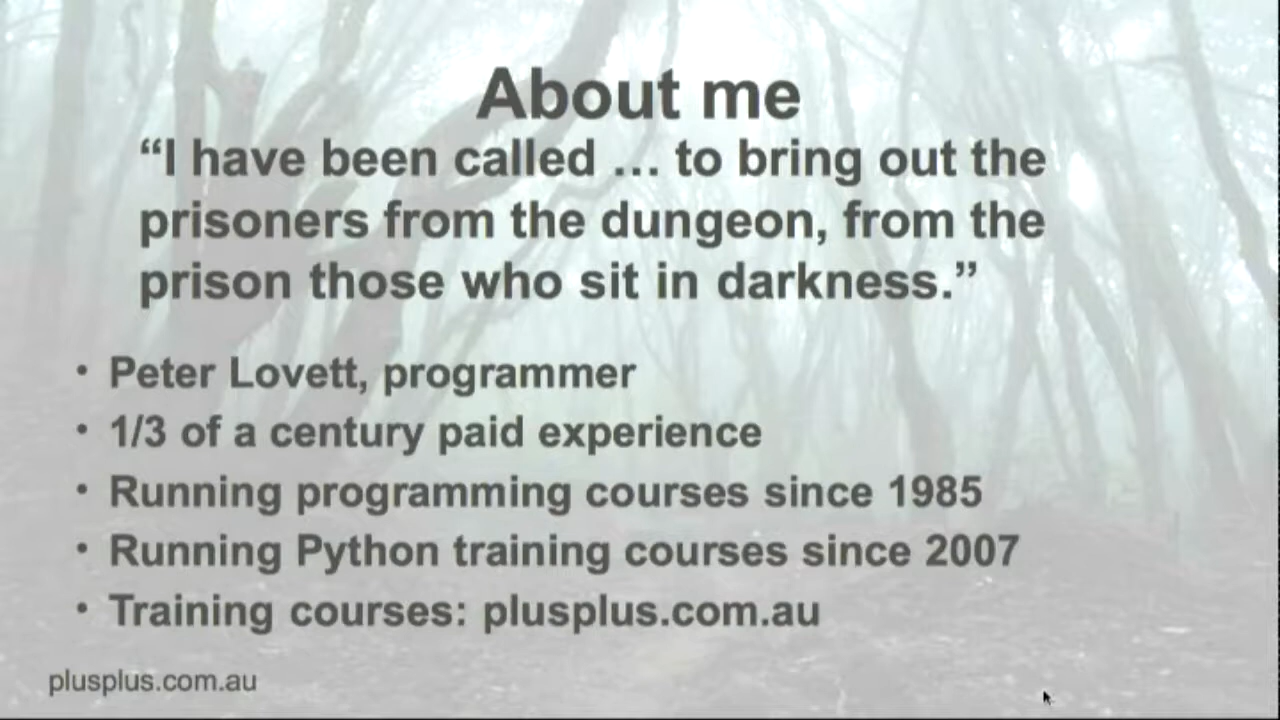 About me
“I have been called … to bring out the
prisoners from the dungeon, from the
prison those who sit in darkness.”
• Peter Lovett, programmer
• 1/3 of a century paid experience
• Running programming courses since 1985
• Running Python training courses since 2007
• Training courses: plusplus.com.au
plusplus.com.au